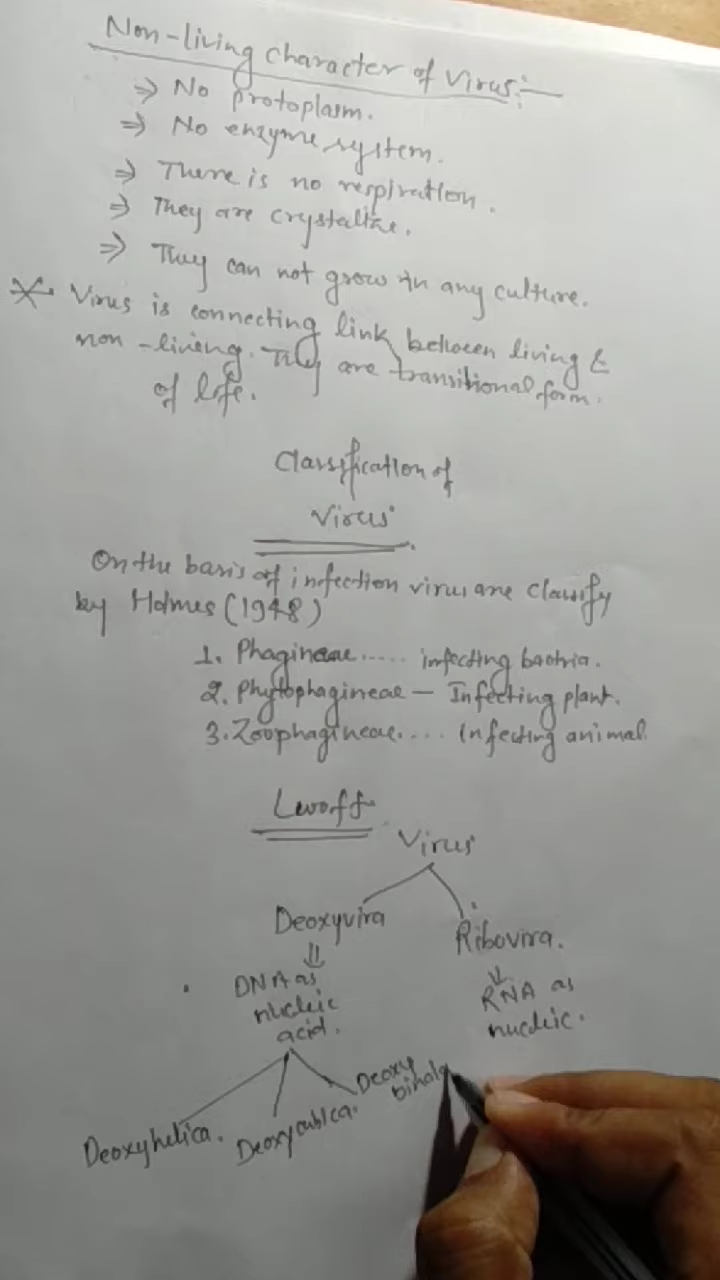 Non-living character of Virus:-
⇒ No protoplasm.
⇒ No enzyme system.
⇒ There is no respiration.
⇒ They are crystalize.
⇒ They can not grow in any culture.
* Virus is connecting link between living &
non-living. They are transitional form.
of life.
Classification of
Virus
On the basis of infection virus are classify
by Holmes (1948)
1. Phagineae..... infecting bactria.
2. Phytophagineae — Infecting plant.
3. Zoophagineae.... Infecting animal
Lwoff
Virus
Deoxyvira
Ribovira.
⇓
DNA as
nucleic
acid.
⇓
RNA as
nucleic.
Deoxyhelica.
Deoxycubica.
Deoxy
binala